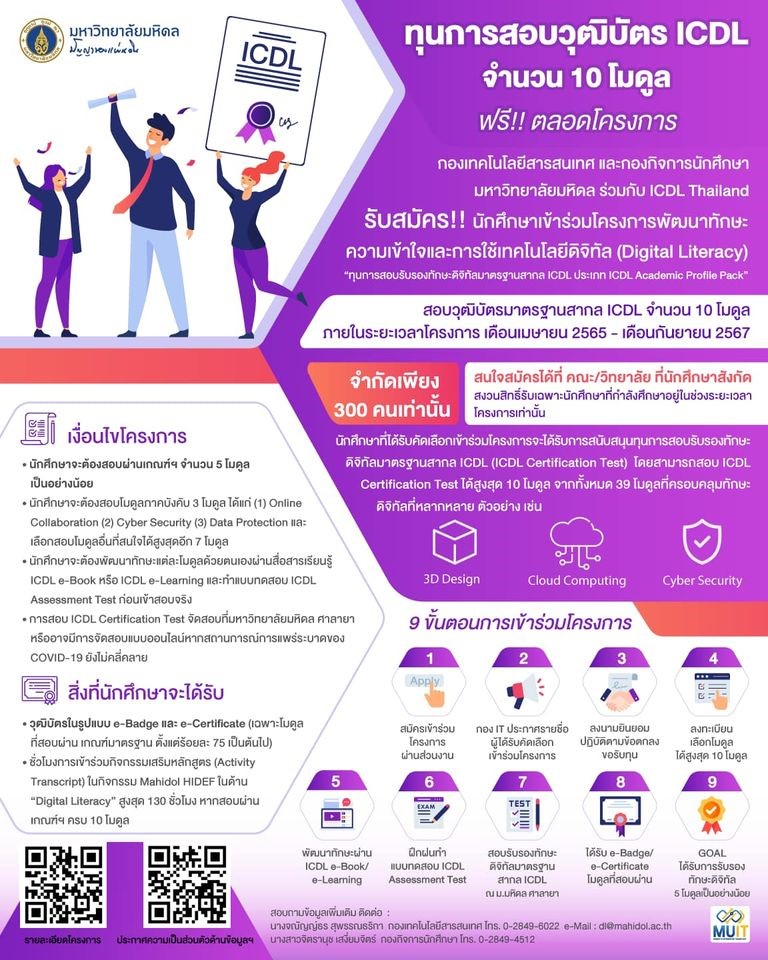 มหาวิทยาลัยมหิดล
ปัญญาของแผ่นดิน
ICDL
ทุนการสอบวุฒิบัตร ICDL
จำนวน 10 โมดูล
ฟรี!! ตลอดโครงการ
กองเทคโนโลยีสารสนเทศ และกองกิจการนักศึกษา
มหาวิทยาลัยมหิดล ร่วมกับ ICDL Thailand
รับสมัคร!! นักศึกษาเข้าร่วมโครงการพัฒนาทักษะ
ความเข้าใจและการใช้เทคโนโลยีดิจิทัล (Digital Literacy)
"ทุนการสอบรับรองทักษะดิจิทัลมาตรฐานสากล ICDL ประเภท ICDL Academic Profile Pack"
สอบวุฒิบัตรมาตรฐานสากล ICDL จำนวน 10 โมดูล
ภายในระยะเวลาโครงการ เดือนเมษายน 2565 - เดือนกันยายน 2567
จำกัดเพียง
300 คนเท่านั้น
สนใจสมัครได้ที่ คณะ/วิทยาลัย ที่นักศึกษาสังกัด
สงวนสิทธิ์รับเฉพาะนักศึกษาที่กำลังศึกษาอยู่ในช่วงระยะเวลา
โครงการเท่านั้น
นักศึกษาที่ได้รับคัดเลือกเข้าร่วมโครงการจะได้รับการสนับสนุนทุนการสอบรับรองทักษะ
ดิจิทัลมาตรฐานสากล ICDL (ICDL Certification Test) โดยสามารถสอบ ICDL
Certification Test ได้สูงสุด 10 โมดูล จากทั้งหมด 39 โมดูลที่ครอบคลุมทักษะ
ดิจิทัลที่หลากหลาย ตัวอย่าง เช่น
3D Design
Cloud Computing
Cyber Security
เงื่อนไขโครงการ
• นักศึกษาจะต้องสอบผ่านเกณฑ์ฯ จำนวน 5 โมดูล
เป็นอย่างน้อย
• นักศึกษาจะต้องสอบโมดูลภาคบังคับ 3 โมดูล ได้แก่ (1) Online
Collaboration (2) Cyber Security (3) Data Protection และ
เลือกสอบโมดูลอื่นที่สนใจได้สูงสุดอีก 7 โมดูล
• นักศึกษาจะต้องพัฒนาทักษะแต่ละโมดูลด้วยตนเองผ่านสื่อสารเรียนรู้
ICDL e-Book หรือ ICDL e-Learning และทำแบบทดสอบ ICDL
Assessment Test ก่อนเข้าสอบจริง
• การสอบ ICDL Certification Test จัดสอบที่มหาวิทยาลัยมหิดล ศาลายา
หรืออาจมีการจัดสอบแบบออนไลน์หากสถานการณ์การแพร่ระบาดของ
COVID-19 ยังไม่คลี่คลาย
สิ่งที่นักศึกษาจะได้รับ
• วุฒิบัตรในรูปแบบ e-Badge และ e-Certificate (เฉพาะโมดูล
ที่สอบผ่าน เกณฑ์มาตรฐาน ตั้งแต่ร้อยละ 75 เป็นต้นไป)
• ชั่วโมงการเข้าร่วมกิจกรรมเสริมหลักสูตร (Activity
Transcript) ในกิจกรรม Mahidol HIDEF ในด้าน
"Digital Literacy" สูงสุด 130 ชั่วโมง หากสอบผ่าน
เกณฑ์ฯ ครบ 10 โมดูล
9 ขั้นตอนการเข้าร่วมโครงการ
1
Apply
สมัครเข้าร่วม
โครงการ
ผ่านส่วนงาน
2
กอง IT ประกาศรายชื่อ
ผู้ได้รับคัดเลือก
เข้าร่วมโครงการ
3
ลงนามยินยอม
ปฏิบัติตามข้อตกลง
ขอรับทุน
4
ลงทะเบียน
เลือกโมดูล
ได้สูงสุด 10 โมดูล
5
พัฒนาทักษะผ่าน
ICDL e-Book/
e-Learning
6
EXAM
ฝึกฝนทำ
แบบทดสอบ ICDL
Assessment Test
7
TEST
สอบรับรองทักษะ
ดิจิทัลมาตรฐาน
สากล ICDL
ณ ม.มหิดล ศาลายา
8
ได้รับ e-Badge/
e-Certificate
โมดูลที่สอบผ่าน
9
GOAL
ได้รับการรับรอง
ทักษะดิจิทัล
5 โมดูลเป็นอย่างน้อย
รายละเอียดโครงการ
ประกาศความเป็นส่วนตัวด้านข้อมูลฯ
สอบถามข้อมูลเพิ่มเติม ติดต่อ :
นางจณัญญ์ธร สุพรรณธริกา กองเทคโนโลยีสารสนเทศ โทร. 0-2849-6022 e-Mail : dl@mahidol.ac.th
นางสาวจิตรานุช เสงี่ยมจิตร์ กองกิจการนักศึกษา โทร. 0-2849-4512
MUIT